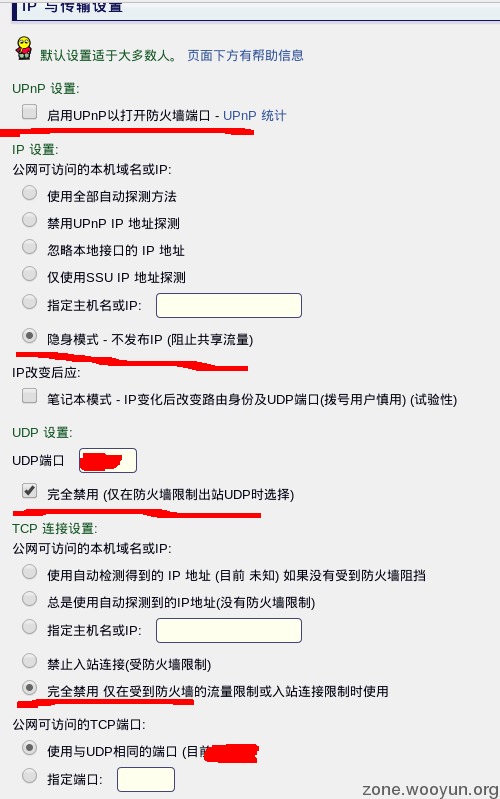 IP 与传输设置
默认设置适于大多数人。 页面下方有帮助信息
UPnP 设置:
启用UPnP以打开防火墙端口 - UPnP 统计
IP 设置:
公网可访问的本机域名或IP:
使用全部自动探测方法
禁用UPnP IP 地址探测
忽略本地接口的 IP 地址
仅使用SSU IP 地址探测
指定主机名或IP:
隐身模式 - 不发布IP (阻止共享流量)
IP改变后应:
笔记本模式 - IP变化后改变路由身份及UDP端口(拨号用户慎用) (试验性)
UDP 设置:
UDP端口
完全禁用 (仅在防火墙限制出站UDP时选择)
TCP 连接设置:
公网可访问的本机域名或IP:
使用自动检测得到的 IP 地址 (目前 未知) 如果没有受到防火墙阻挡
总是使用自动探测到的IP地址(没有防火墙限制)
指定主机名或IP:
禁止入站连接(受防火墙限制)
完全禁用 仅在受到防火墙的流量限制或入站连接限制时使用
公网可访问的TCP端口:
使用与UDP相同的端口 (目前
指定端口:
zone.wooyun.org